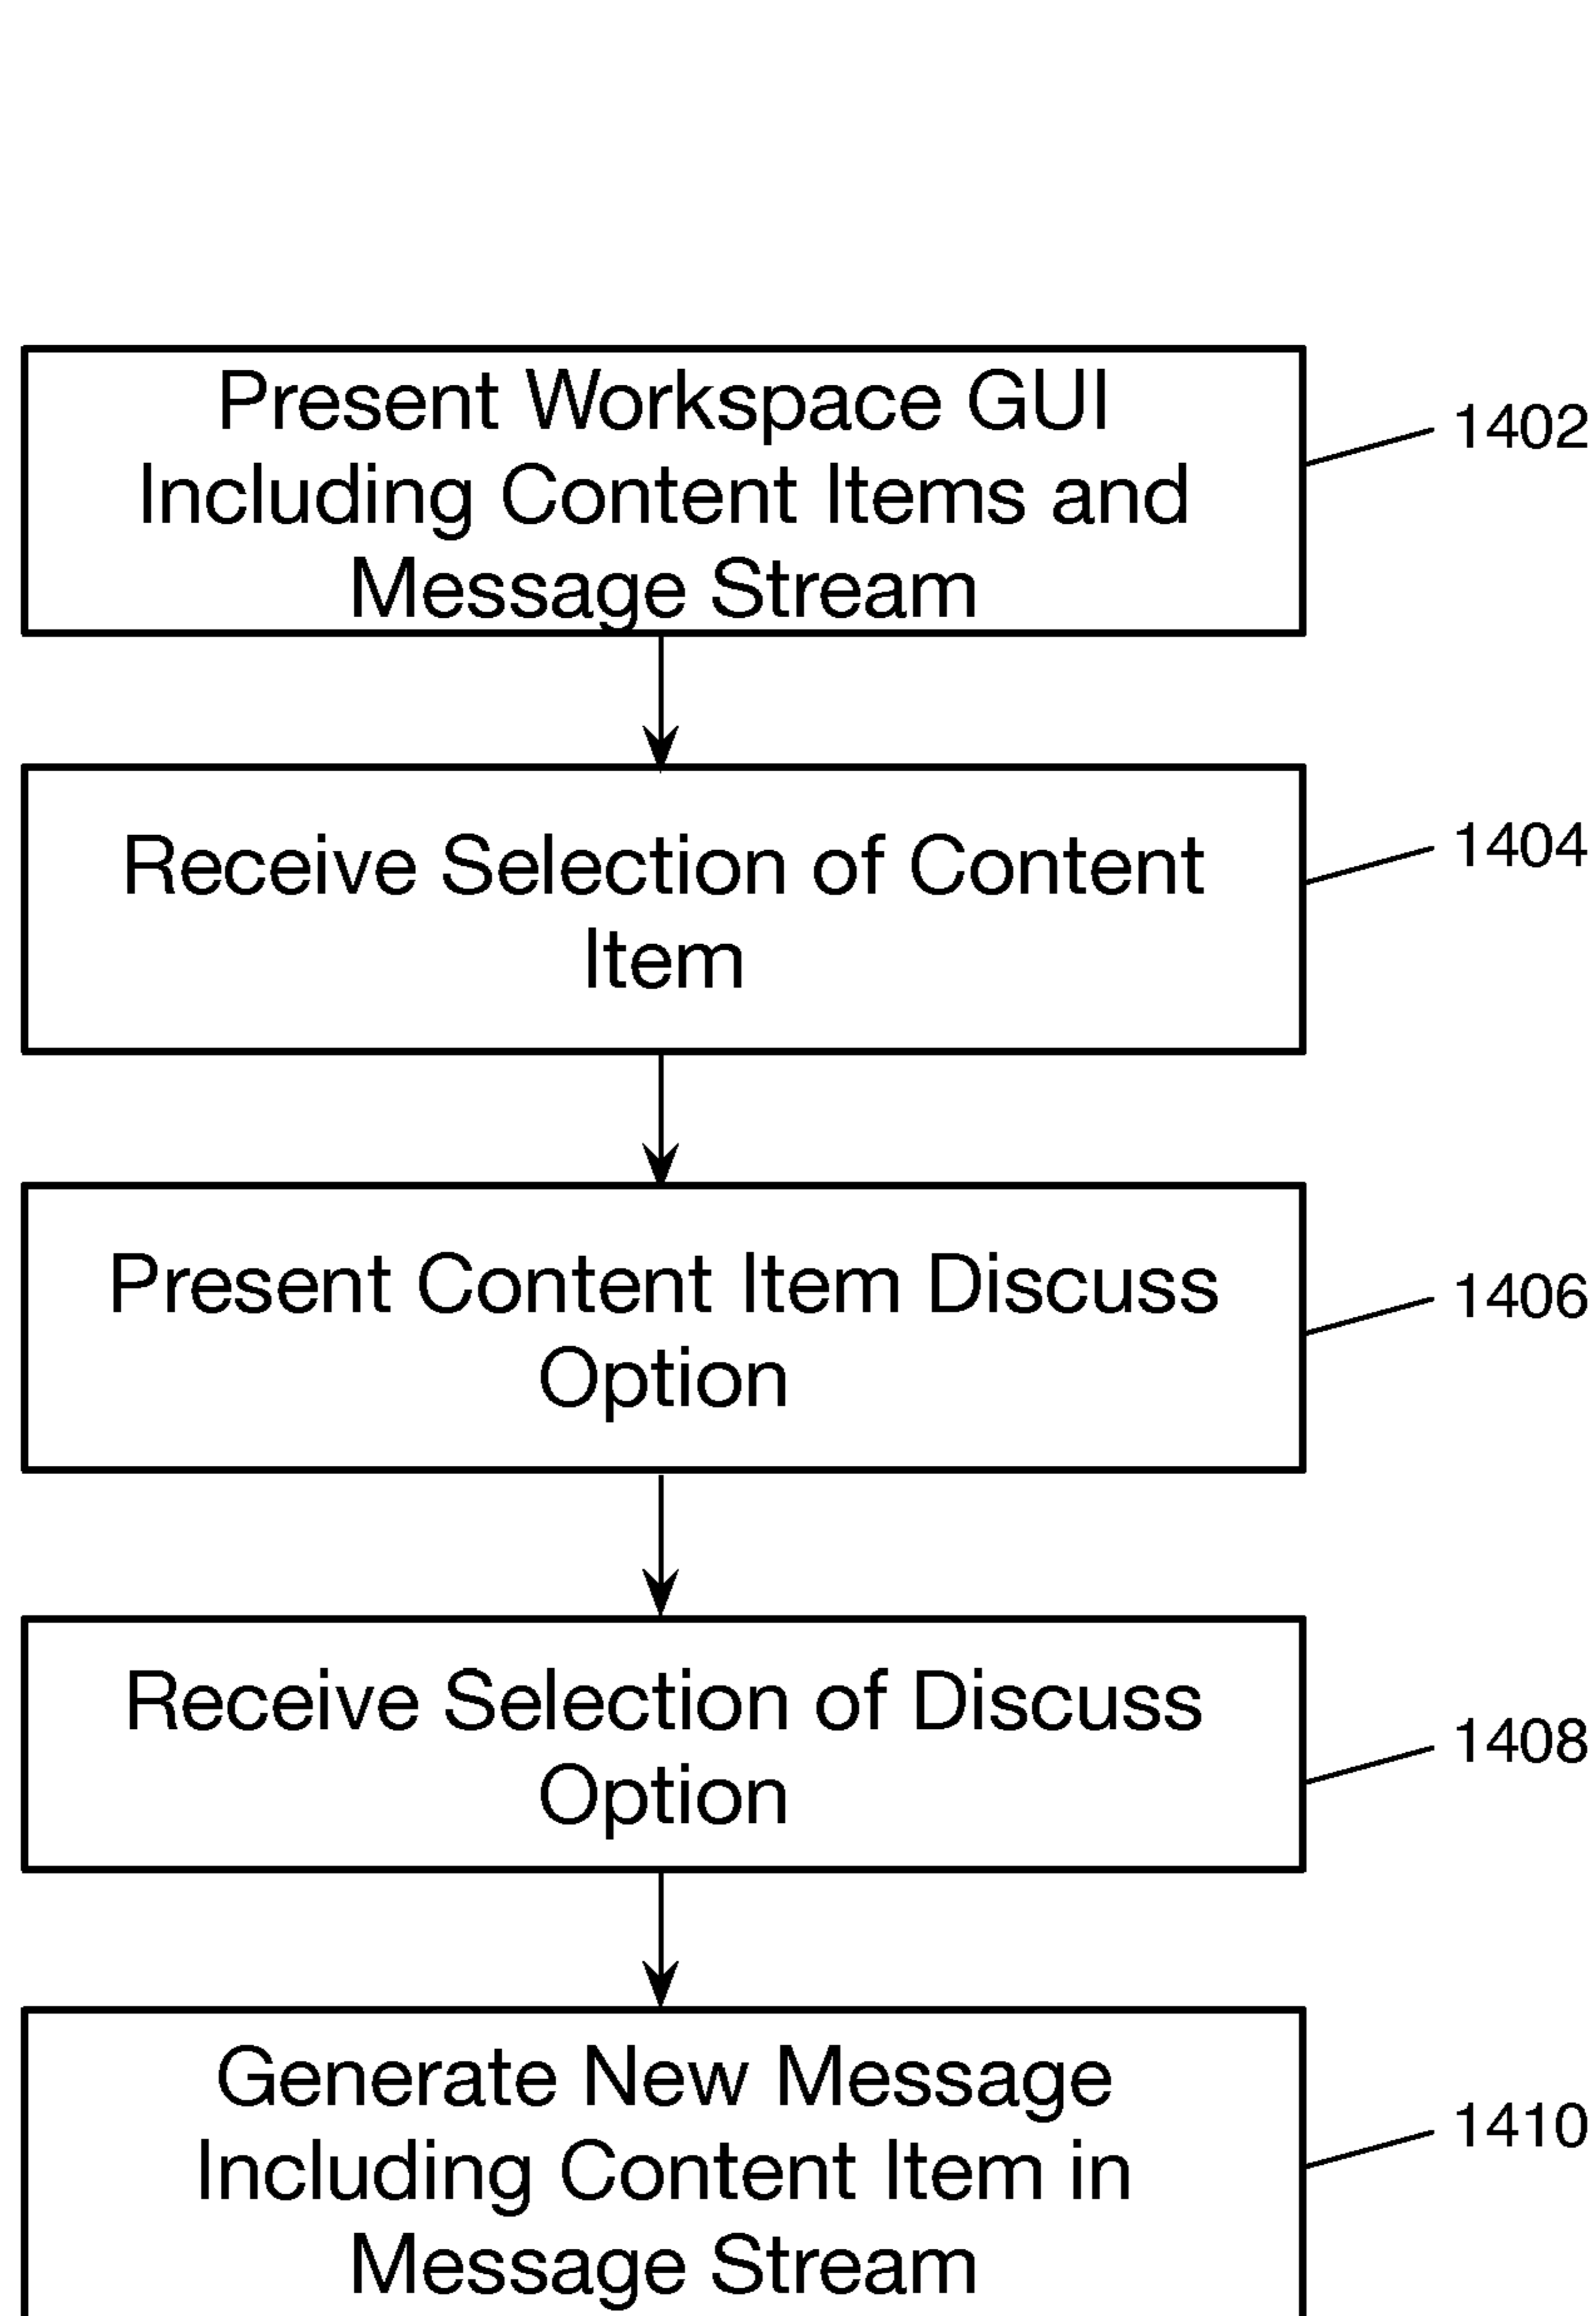 Present Workspace GUI
Including Content Items and
Message Stream
1402
Receive Selection of Content
Item
1404
Present Content Item Discuss
Option
1406
Receive Selection of Discuss
Option
1408
Generate New Message
Including Content Item in
Message Stream
1410